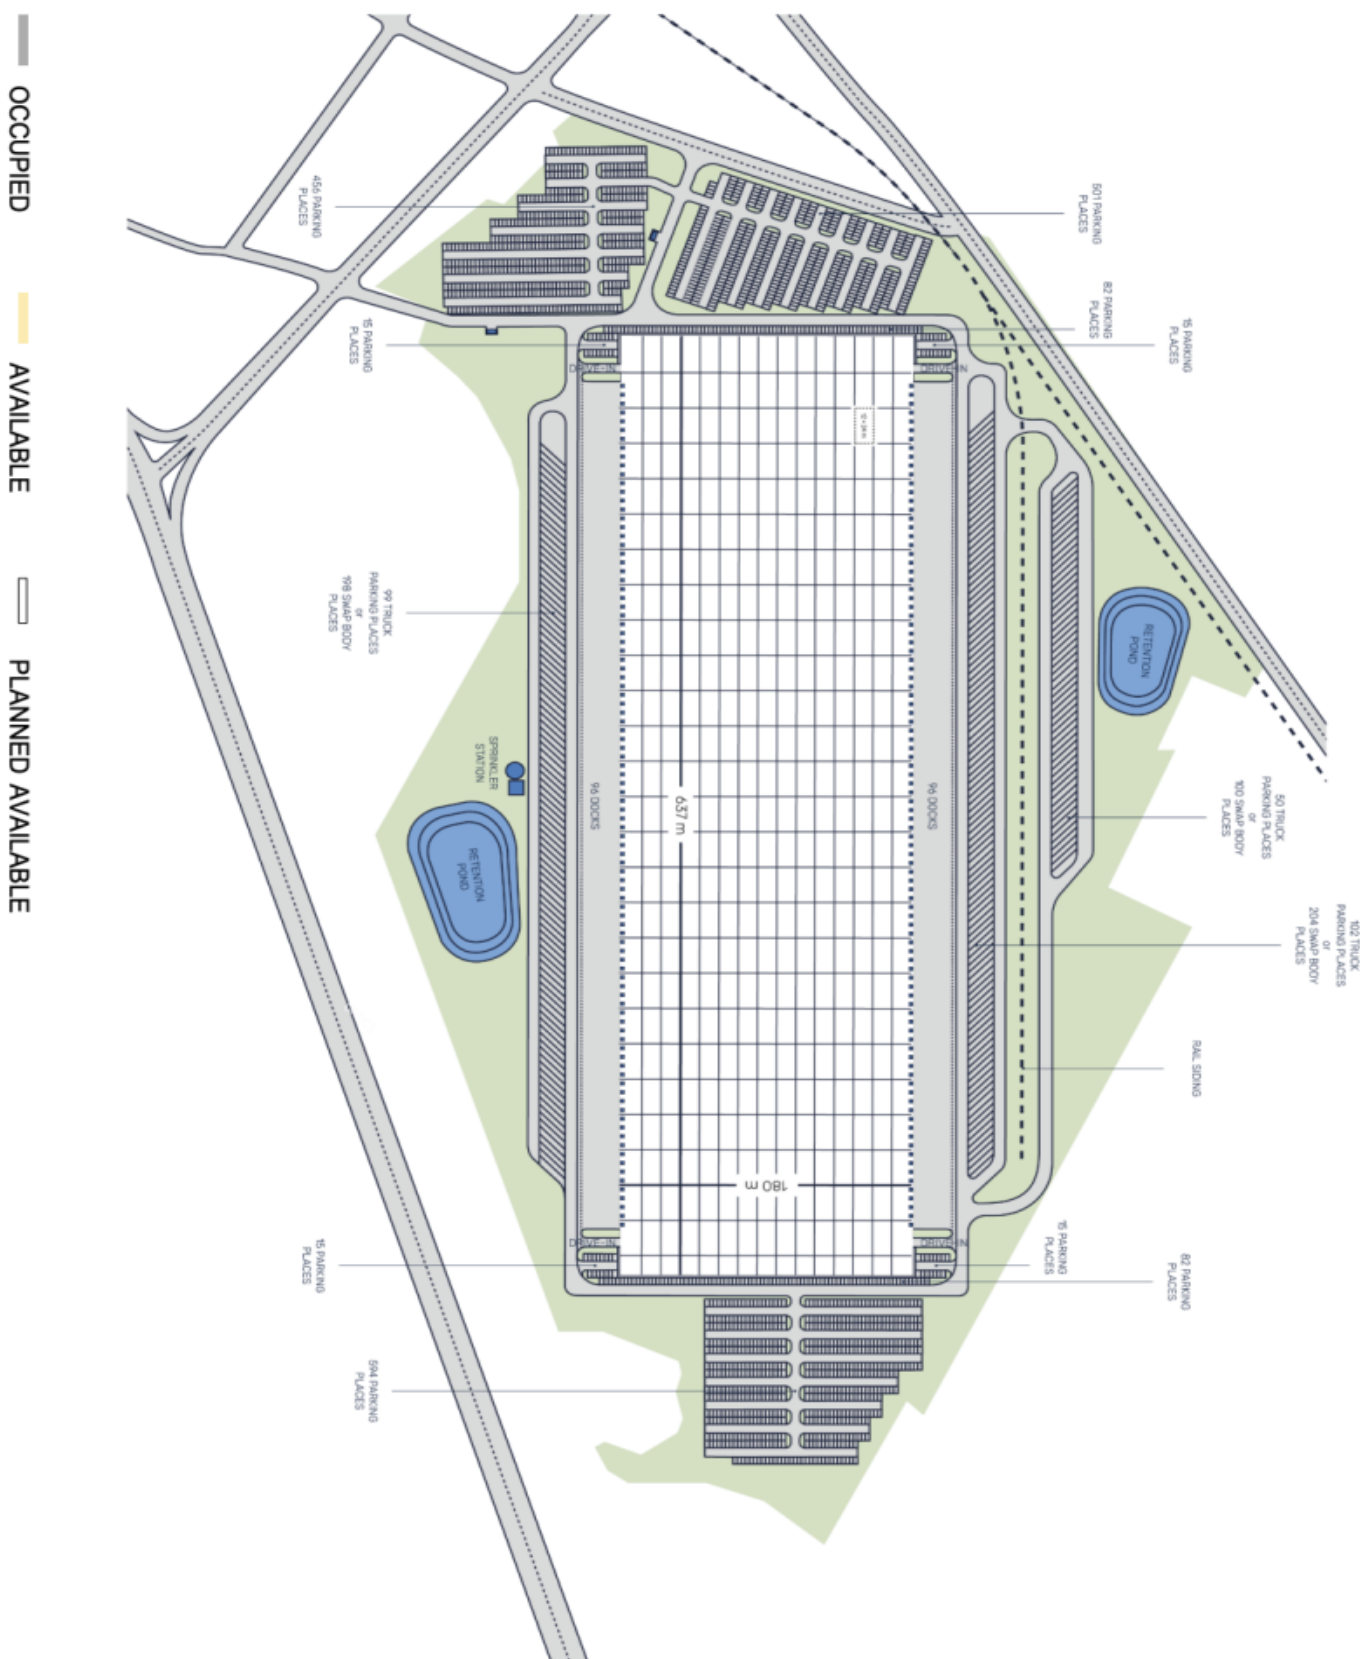 OCCUPIED
AVAILABLE
PLANNED AVAILABLE
501 PARKING
PLACES
456 PARKING
PLACES
82 PARKING
PLACES
15 PARKING
PLACES
15 PARKING
PLACES
DRIVE-IN
DRIVE-IN
99 TRUCK
PARKING PLACES
or
198 SWAP BODY
PLACES
RETENTION
POND
SPRINKLER
STATION
RETENTION
POND
96 DOCKS
637 m
96 DOCKS
50 TRUCK
PARKING PLACES
or
100 SWAP BODY
PLACES
102 TRUCK
PARKING PLACES
or
204 SWAP BODY
PLACES
RAIL SIDING
180 m
DRIVE-IN
DRIVE-IN
15 PARKING
PLACES
15 PARKING
PLACES
82 PARKING
PLACES
594 PARKING
PLACES